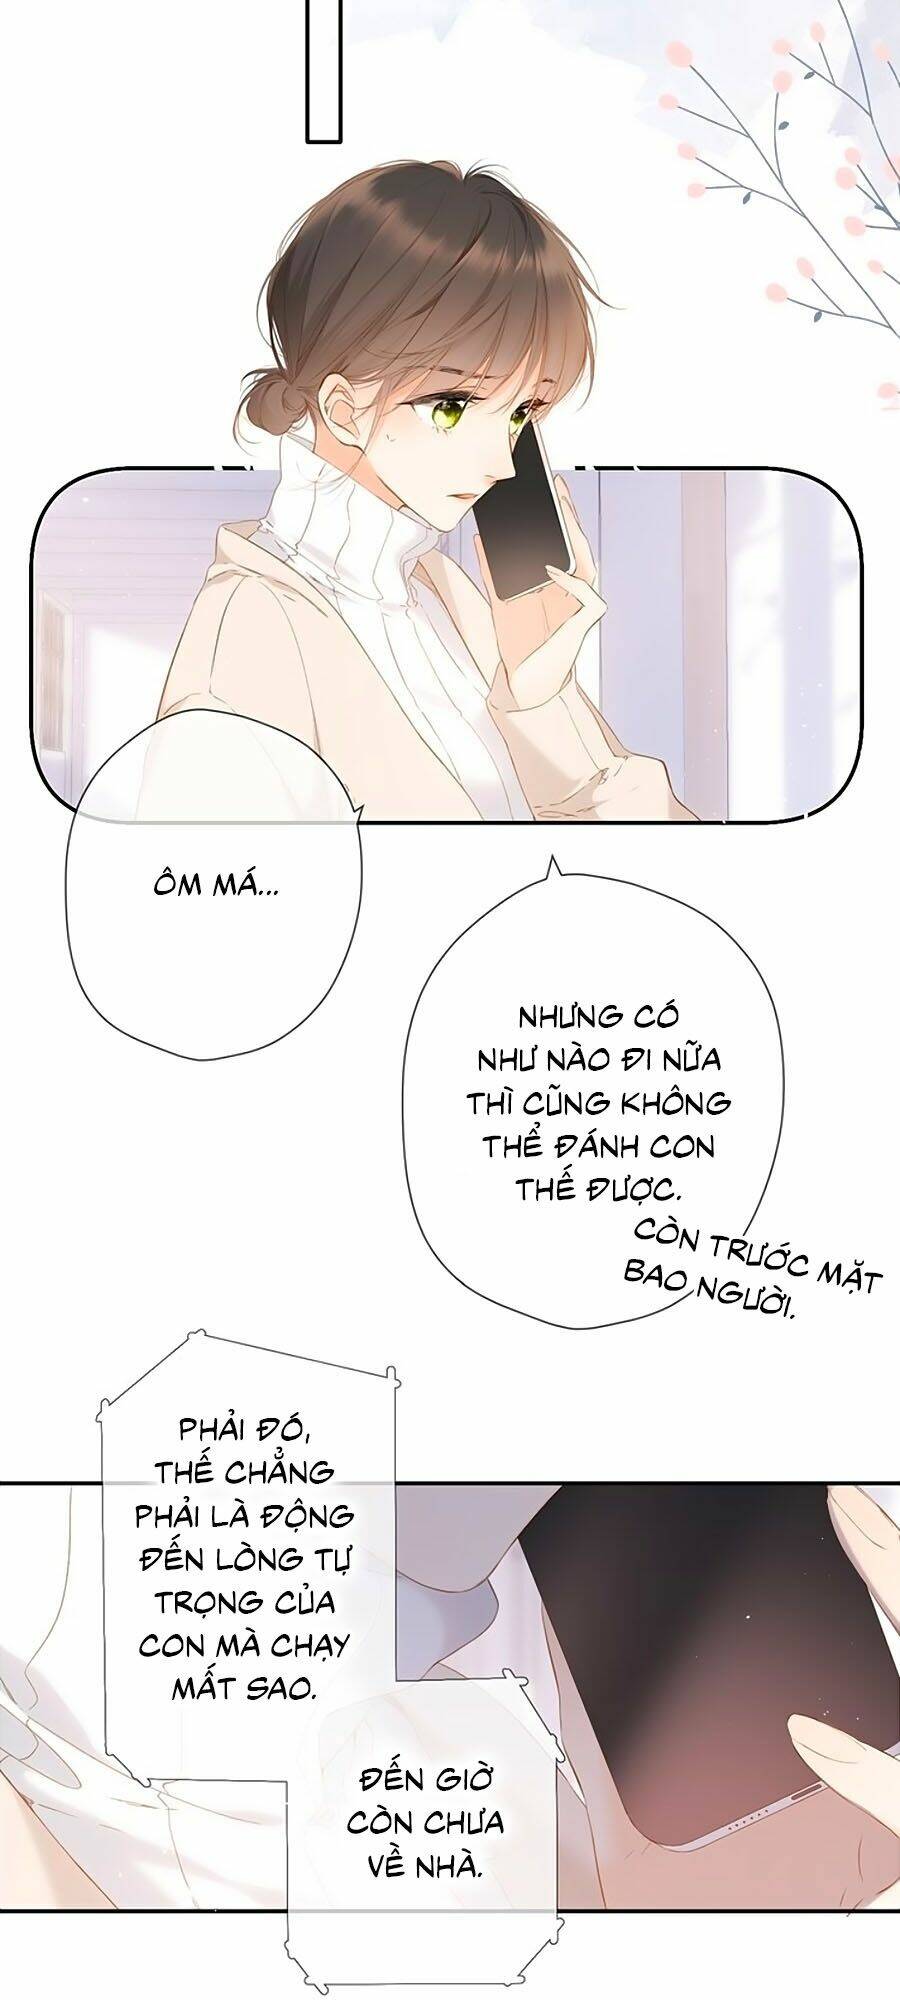 ÔM MÁ...
NHƯNG CÓ
NHƯ NÀO ĐI NỮA
THÌ CŨNG KHÔNG
THỂ ĐÁNH CON
THẾ ĐƯỢC.
CÒN TRƯỚC MẶT
BAO NGƯỜI.
PHẢI ĐÓ,
THẾ CHẲNG
PHẢI LÀ ĐỘNG
ĐẾN LÒNG TỰ
TRỌNG CỦA
CON MÀ CHẠY
MẤT SAO.
ĐẾN GIỜ
CÒN CHƯA
VỀ NHÀ.